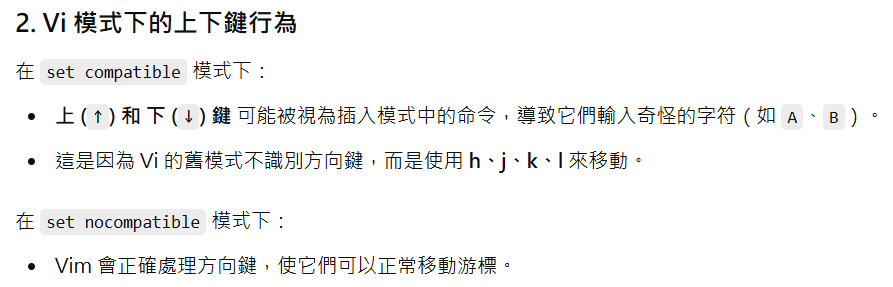 2. Vi 模式下的上下鍵行為
在 set compatible 模式下：
• 上 (↑) 和 下 (↓) 鍵 可能被視為插入模式中的命令，導致它們輸入奇怪的字符（如 A、B）。
• 這是因為 Vi 的舊模式不識別方向鍵，而是使用 h、j、k、l 來移動。
在 set nocompatible 模式下：
• Vim 會正確處理方向鍵，使它們可以正常移動游標。